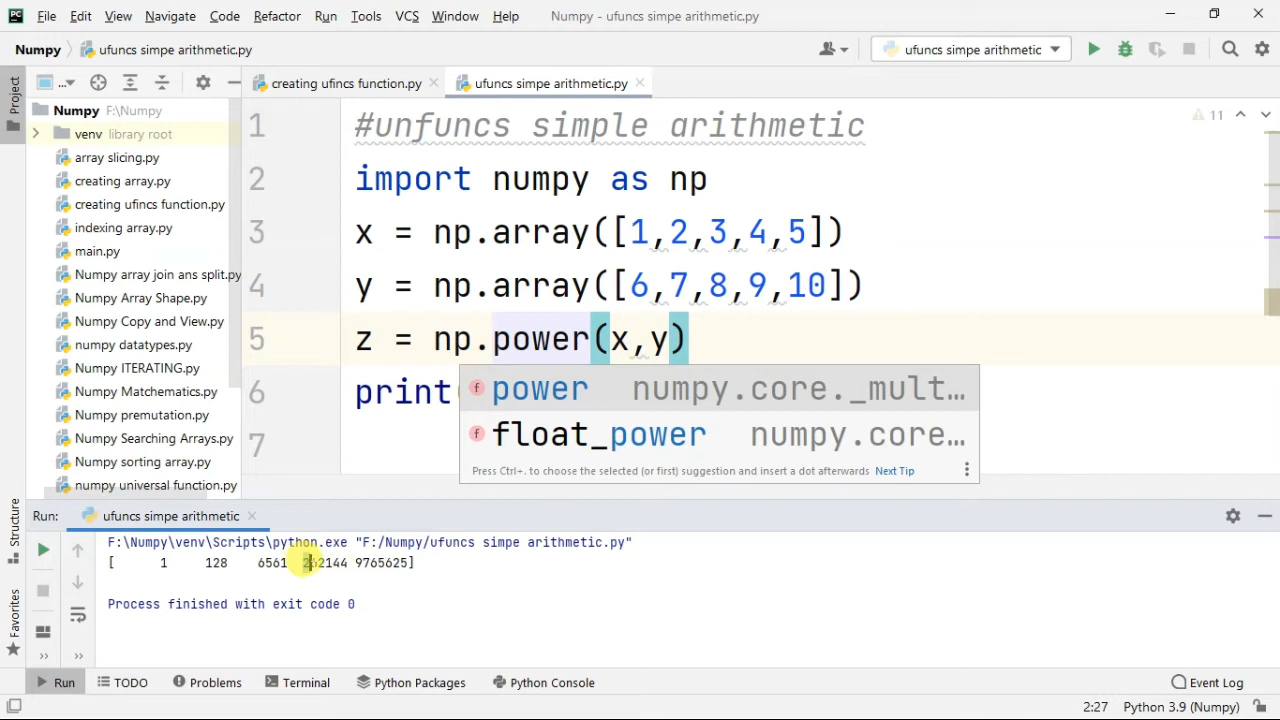 File Edit View Navigate Code Refactor Run Tools VCS Window Help Numpy - ufuncs simpe arithmetic.py
Numpy ufuncs simpe arithmetic.py ufuncs simpe arithmetic
Project ... creating ufincs function.py ufuncs simpe arithmetic.py
Numpy F:\Numpy
venv library root
array slicing.py
creating array.py
creating ufincs function.py
indexing array.py
main.py
Numpy array join ans split.py
Numpy Array Shape.py
Numpy Copy and View.py
numpy datatypes.py
Numpy ITERATING.py
Numpy Matchematics.py
Numpy premutation.py
Numpy Searching Arrays.py
Numpy sorting array.py
numpy universal function.py
11
1 #unfuncs simple arithmetic
2 import numpy as np
3 x = np.array([1,2,3,4,5])
4 y = np.array([6,7,8,9,10])
5 z = np.power(x,y)
6 print
7
f power numpy.core._mult...
f float_power numpy.core...
Press Ctrl+. to choose the selected (or first) suggestion and insert a dot afterwards Next Tip
Structure
Favorites
Run: ufuncs simpe arithmetic
F:\Numpy\venv\Scripts\python.exe "F:/Numpy/ufuncs simpe arithmetic.py"
[ 1 128 6561 262144 9765625]
Process finished with exit code 0
Run TODO Problems Terminal Python Packages Python Console Event Log
2:27 Python 3.9 (Numpy)